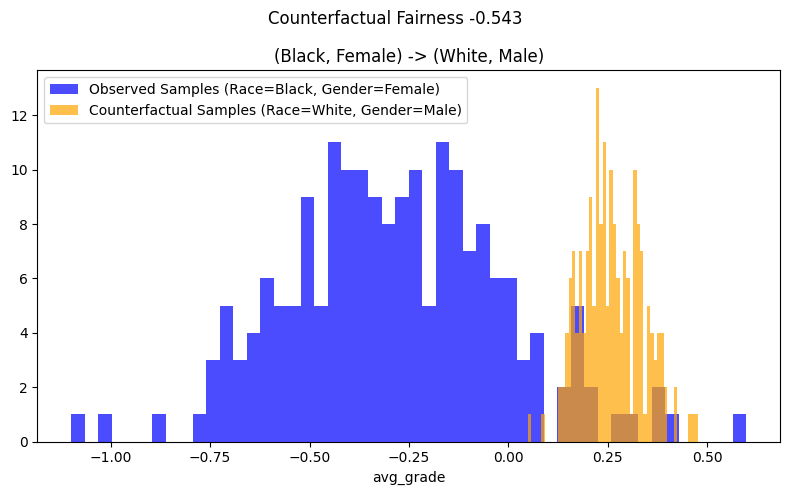 Counterfactual Fairness -0.543
(Black, Female) -> (White, Male)
Observed Samples (Race=Black, Gender=Female)
Counterfactual Samples (Race=White, Gender=Male)
12
10
8
6
4
2
0
−1.00
−0.75
−0.50
−0.25
0.00
0.25
0.50
avg_grade